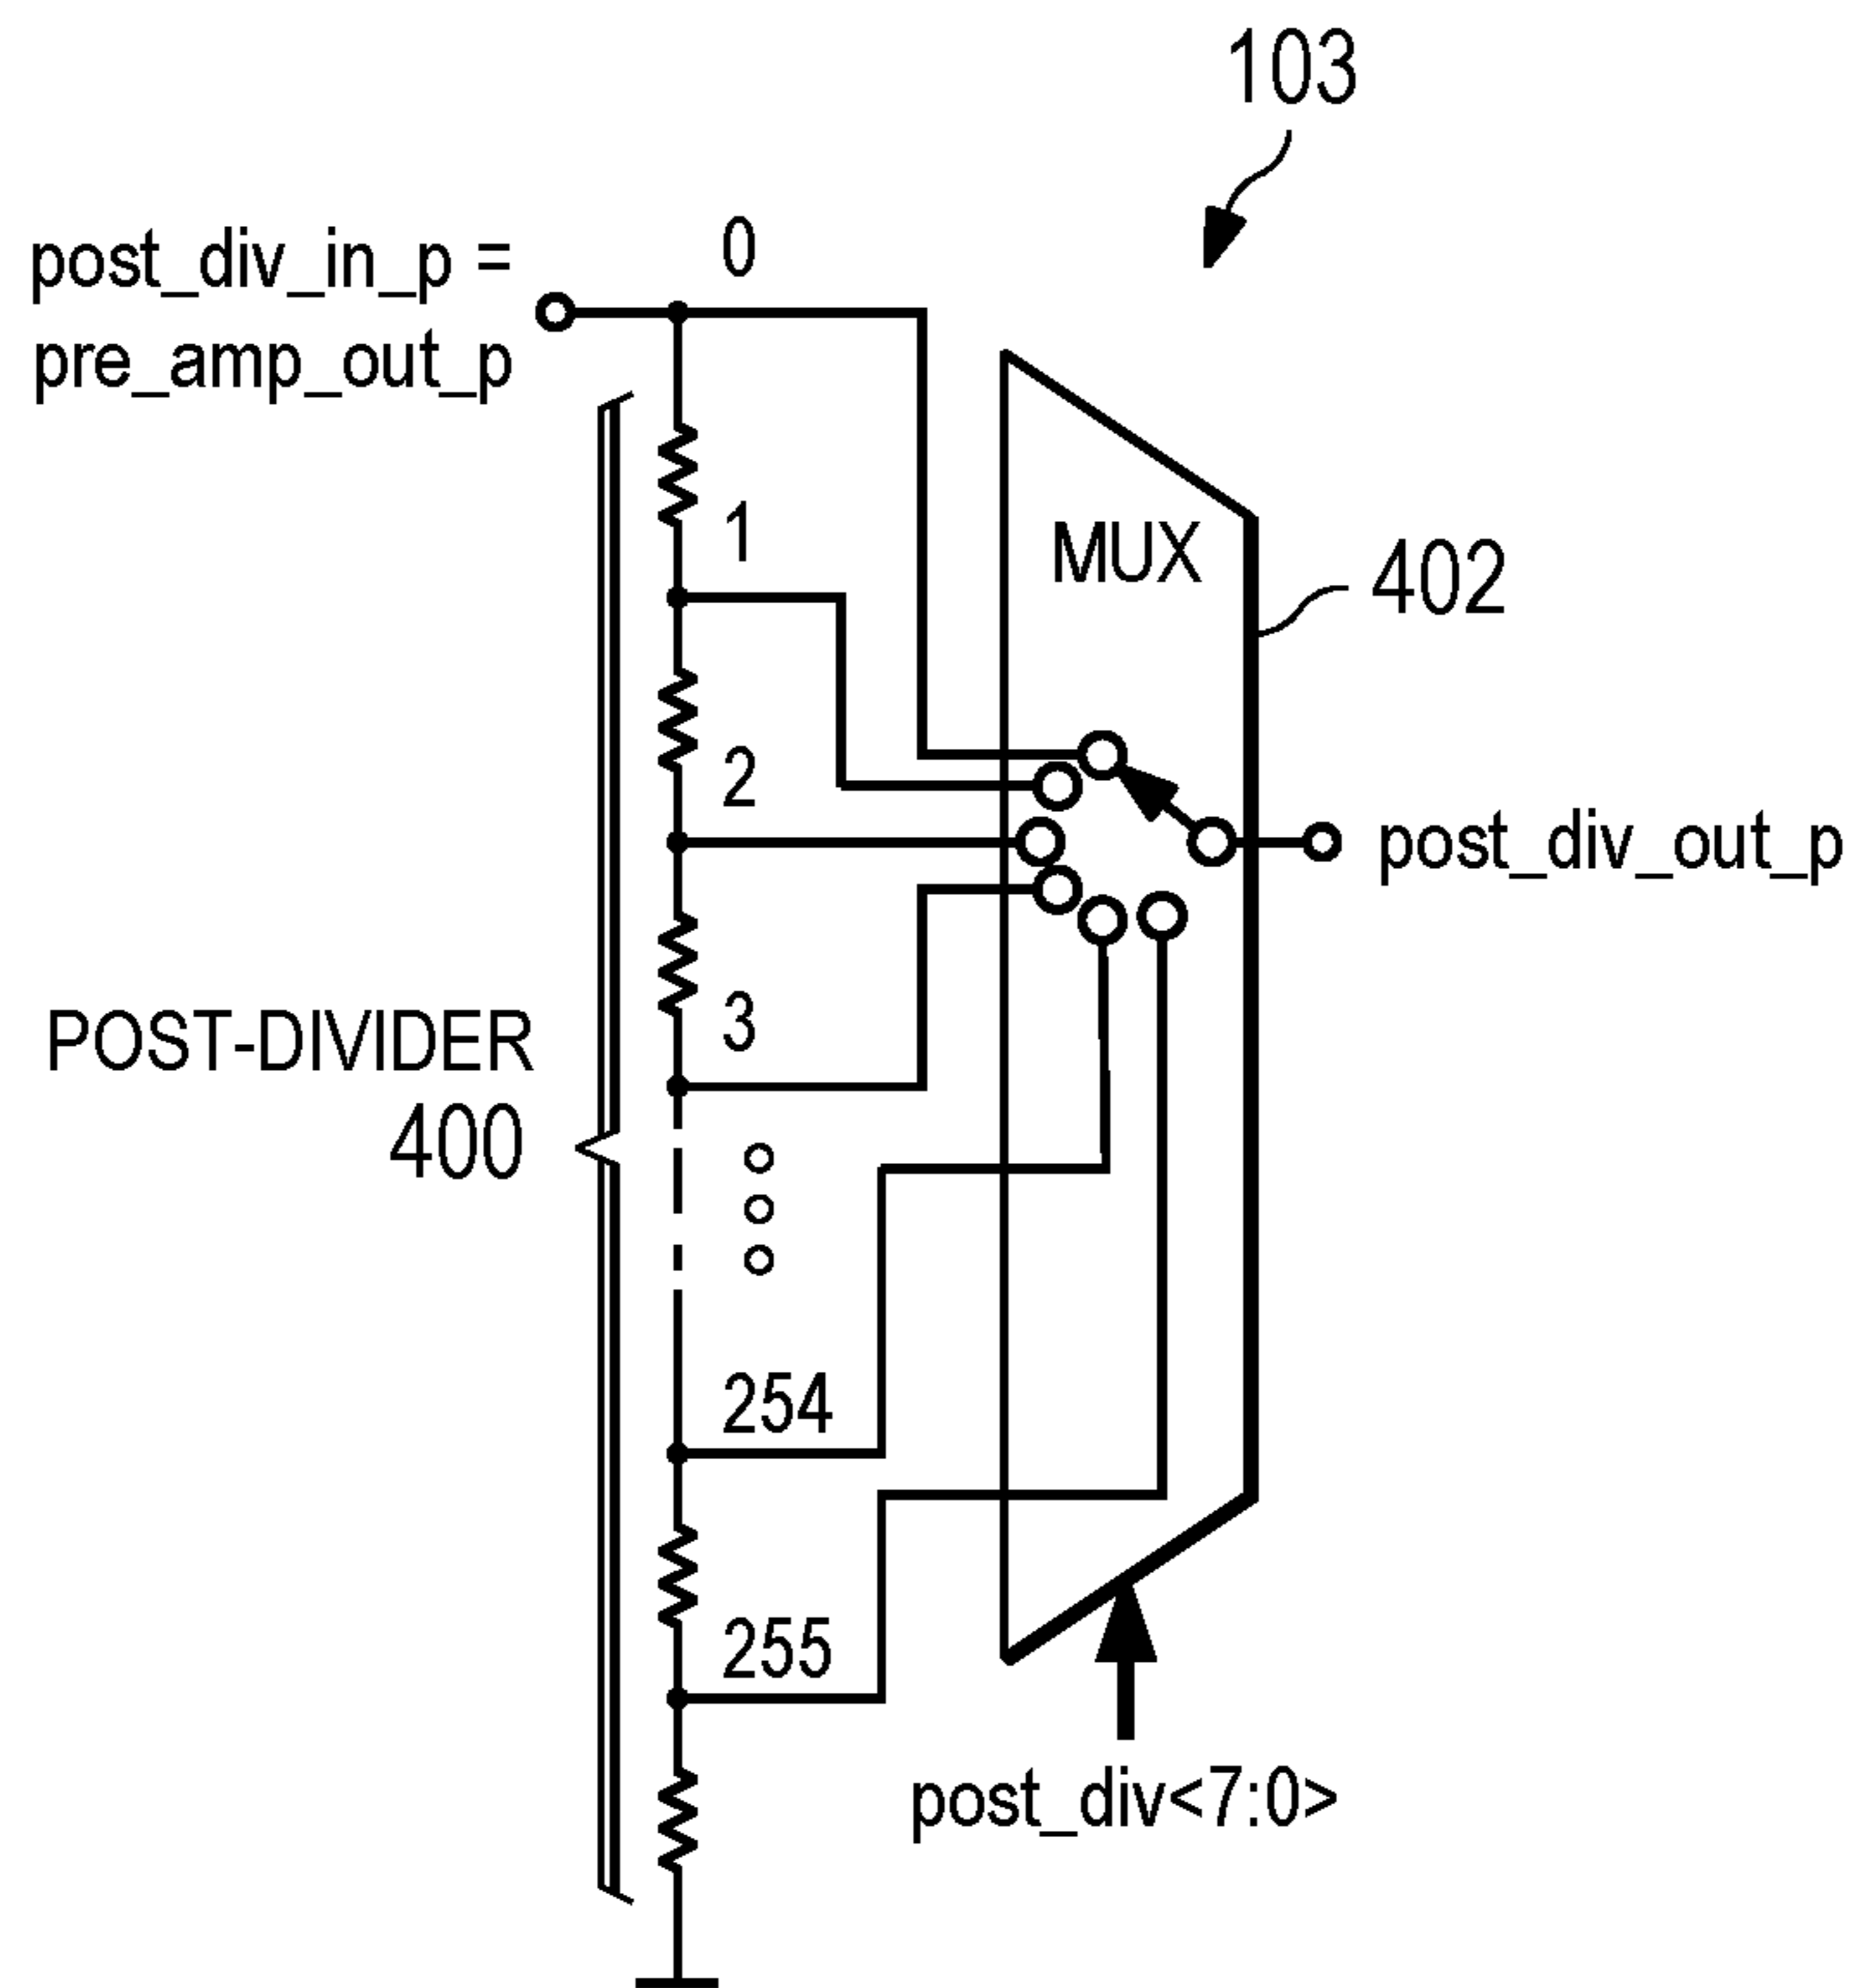 103
post_div_in_p =
pre_amp_out_p
0
1
MUX
402
2
post_div_out_p
3
POST-DIVIDER
400
254
255
post_div<7:0>